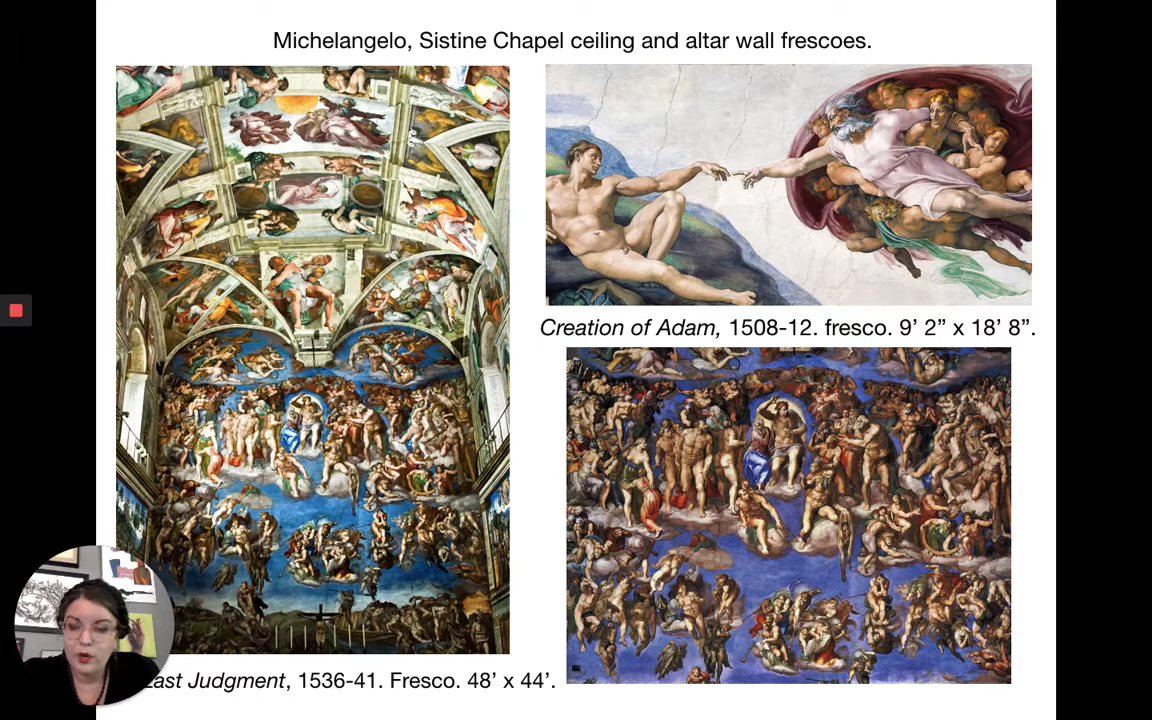 Michelangelo, Sistine Chapel ceiling and altar wall frescoes.
Creation of Adam, 1508-12. fresco. 9’ 2” x 18’ 8”.
Last Judgment, 1536-41. Fresco. 48’ x 44’.